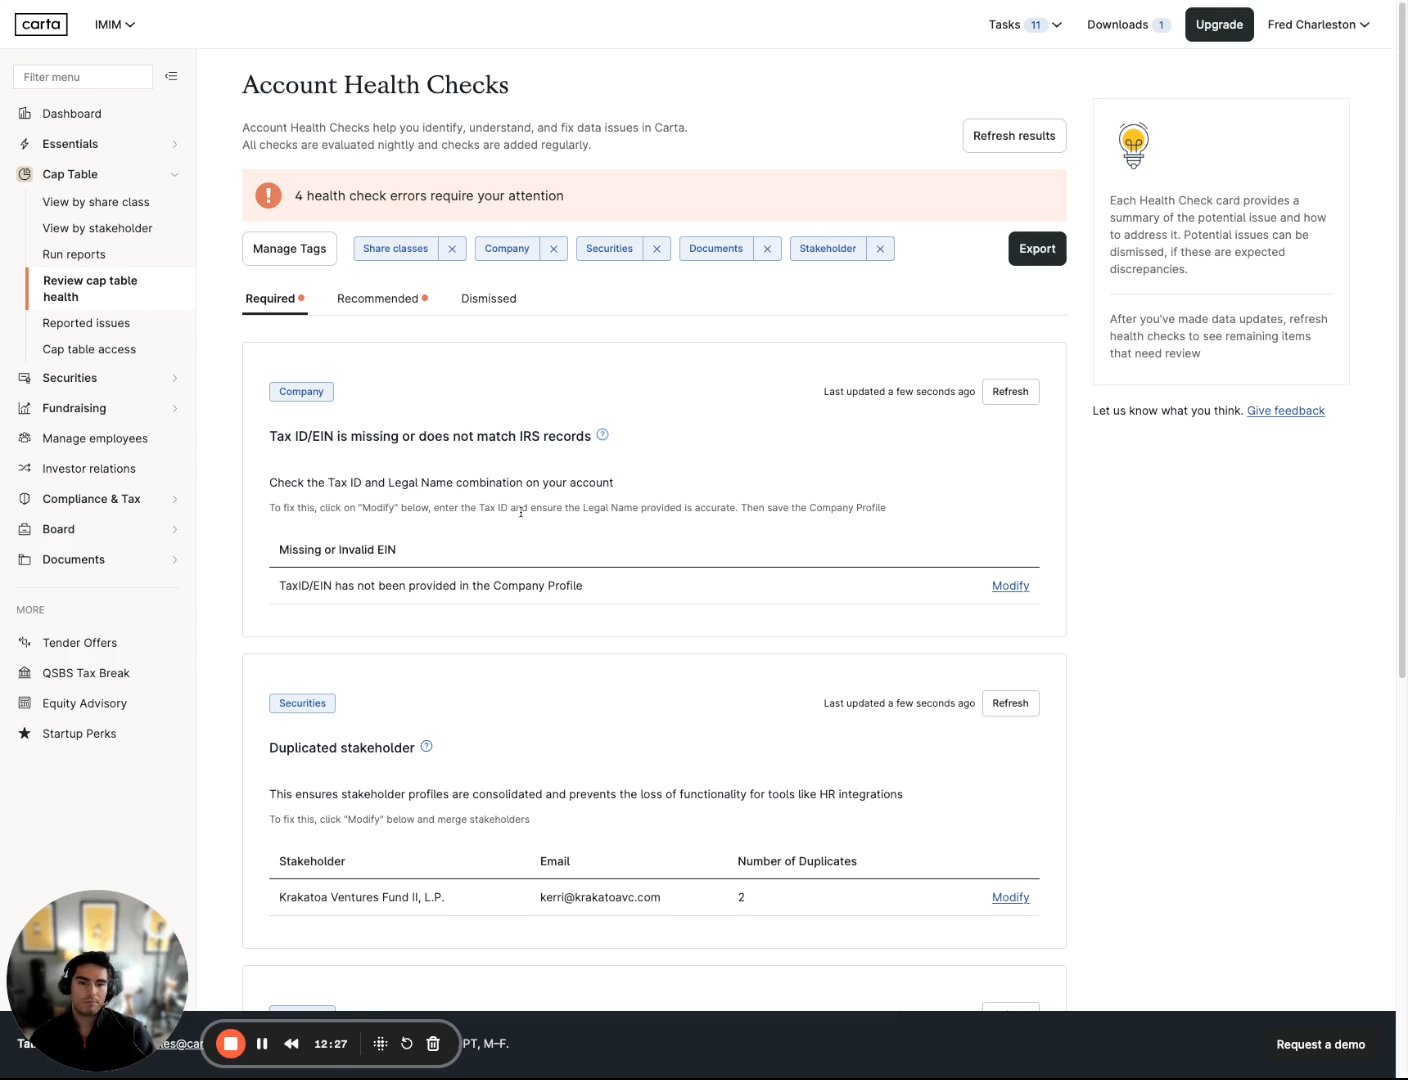 carta
IMIM
Tasks 11
Downloads 1
Upgrade
Fred Charleston
Filter menu
Dashboard
Essentials
Cap Table
View by share class
View by stakeholder
Run reports
Review cap table
health
Reported issues
Cap table access
Securities
Fundraising
Manage employees
Investor relations
Compliance & Tax
Board
Documents
MORE
Tender Offers
QSBS Tax Break
Equity Advisory
Startup Perks
Account Health Checks
Account Health Checks help you identify, understand, and fix data issues in Carta.
All checks are evaluated nightly and checks are added regularly.
Refresh results
4 health check errors require your attention
Manage Tags
Share classes
Company
Securities
Documents
Stakeholder
Export
Required
Recommended
Dismissed
Company
Last updated a few seconds ago
Refresh
Tax ID/EIN is missing or does not match IRS records
Check the Tax ID and Legal Name combination on your account
To fix this, click on "Modify" below, enter the Tax ID and ensure the Legal Name provided is accurate. Then save the Company Profile
Missing or Invalid EIN
TaxID/EIN has not been provided in the Company Profile
Modify
Securities
Last updated a few seconds ago
Refresh
Duplicated stakeholder
This ensures stakeholder profiles are consolidated and prevents the loss of functionality for tools like HR integrations
To fix this, click "Modify" below and merge stakeholders
Stakeholder
Email
Number of Duplicates
Krakatoa Ventures Fund II, L.P.
kerri@krakatoavc.com
2
Modify
Each Health Check card provides a
summary of the potential issue and how
to address it. Potential issues can be
dismissed, if these are expected
discrepancies.
After you've made data updates, refresh
health checks to see remaining items
that need review
Let us know what you think. Give feedback
12:27
PT, M–F.
Request a demo